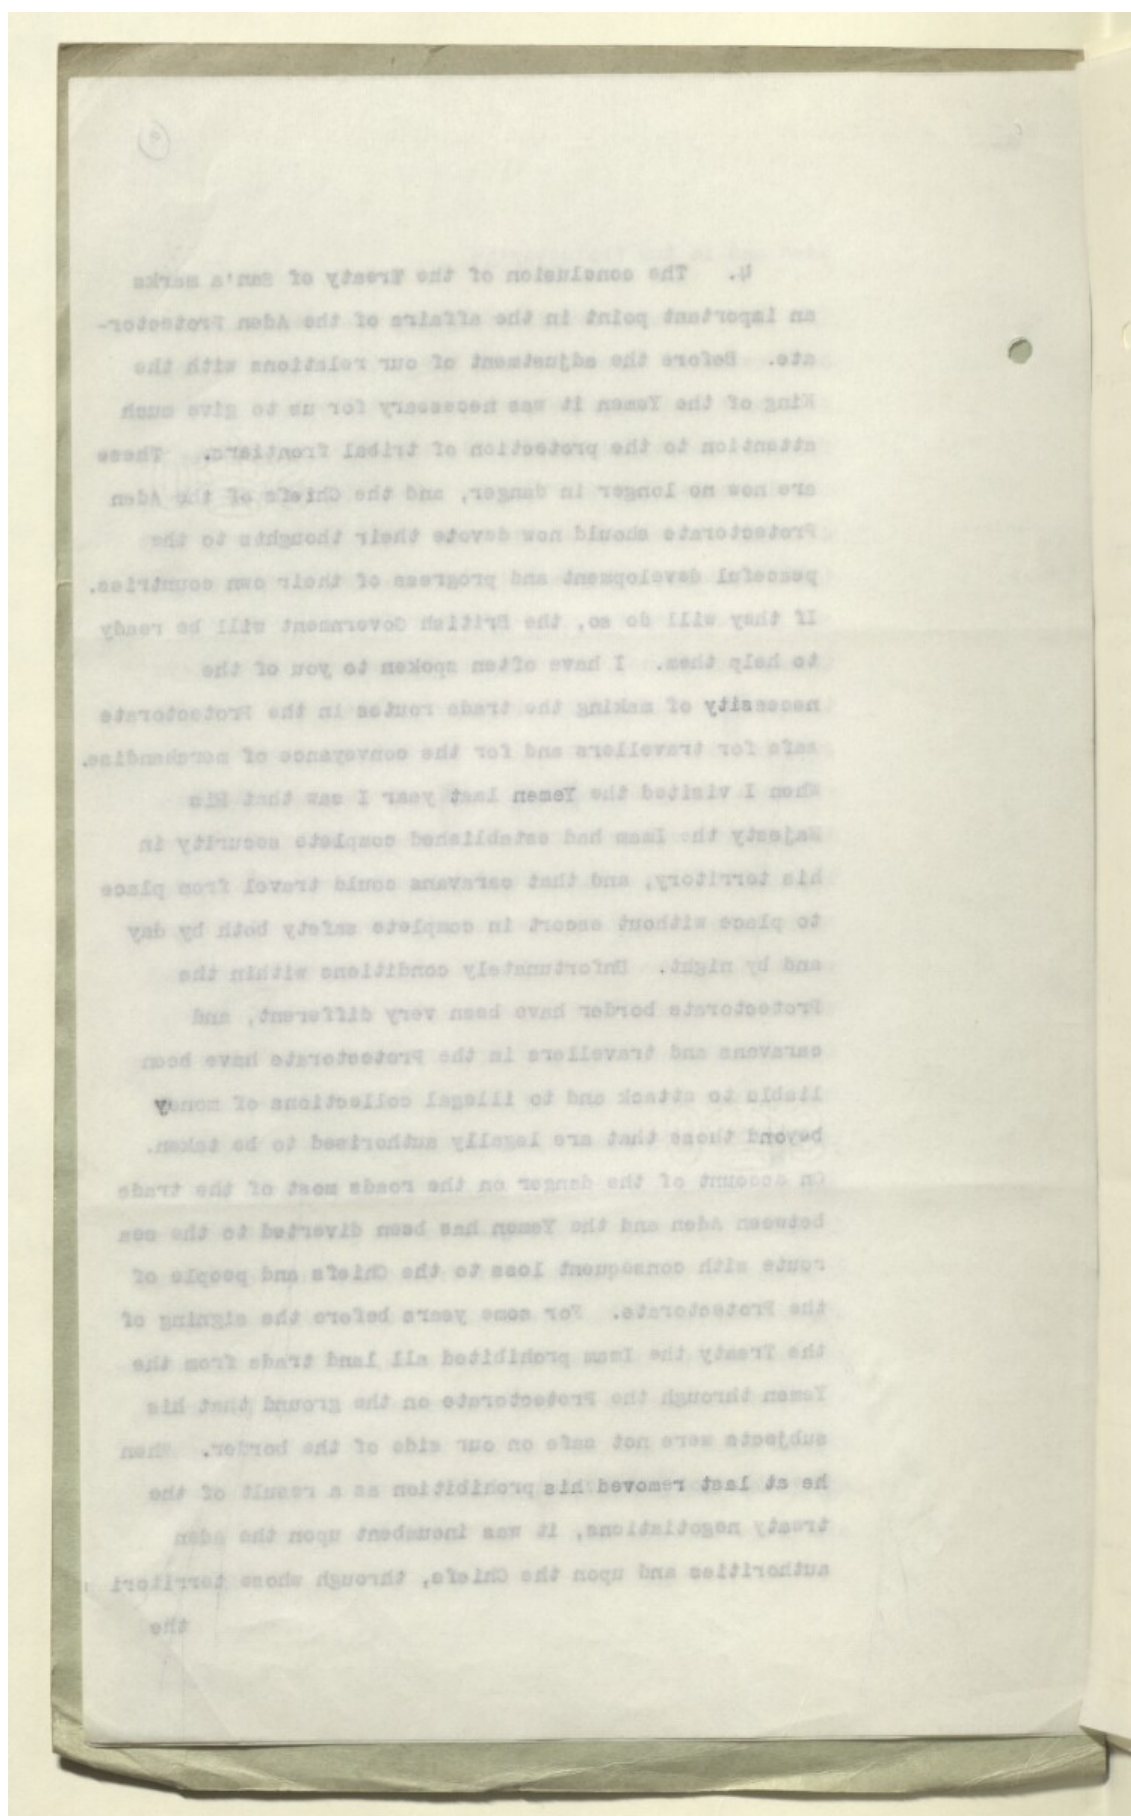 4. The conclusion of the Treaty of San'a marks
an important point in the affairs of the Aden Protector-
ate. Before the adjustment of our relations with the
King of the Yemen it was necessary for us to give much
attention to the protection of tribal frontiers. These
are now no longer in danger, and the Chiefs of the Aden
Protectorate should now devote their thoughts to the
peaceful development and progress of their own countries.
If they will do so, the British Government will be ready
to help them. I have often spoken to you of the
necessity of making the trade routes in the Protectorate
safe for travellers and for the conveyance of merchandise.
When I visited the Yemen last year I saw that His
Majesty the Imam had established complete security in
his territory, and that caravans could travel from place
to place without escort in complete safety both by day
and by night. Unfortunately conditions within the
Protectorate border have been very different, and
caravans and travellers in the Protectorate have been
liable to attack and to illegal collections of money
beyond those that are legally authorised to be taken.
On account of the danger on the roads most of the trade
between Aden and the Yemen has been diverted to the sea
route with consequent loss to the Chiefs and people of
the Protectorate. For some years before the signing of
the Treaty the Imam prohibited all land trade from the
Yemen through the Protectorate on the ground that his
subjects were not safe on our side of the border. When
he at last removed his prohibition as a result of the
treaty negotiations, it was incumbent upon the aden
authorities and upon the Chiefs, through whose territori
the